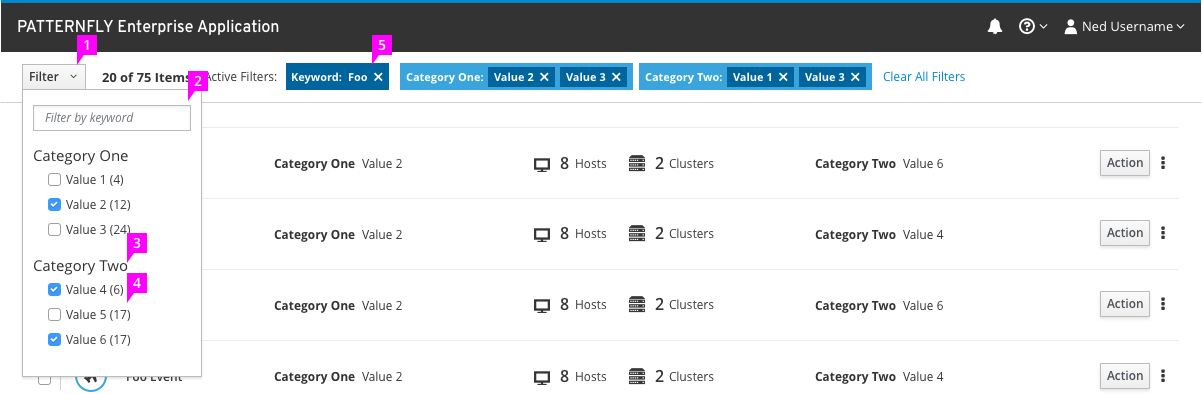 PATTERNFLY Enterprise Application
Ned Username
1
5
Filter
20 of 75 Items
Active Filters:
Keyword: Foo ×
Category One: Value 2 × Value 3 ×
Category Two: Value 1 × Value 3 ×
Clear All Filters
2
Filter by keyword
Category One
Value 1 (4)
Value 2 (12)
Value 3 (24)
3
Category Two
4
Value 4 (6)
Value 5 (17)
Value 6 (17)
Category One Value 2 8 Hosts 2 Clusters Category Two Value 6 Action
Category One Value 2 8 Hosts 2 Clusters Category Two Value 4 Action
Category One Value 2 8 Hosts 2 Clusters Category Two Value 6 Action
Foo Event Category One Value 2 8 Hosts 2 Clusters Category Two Value 4 Action